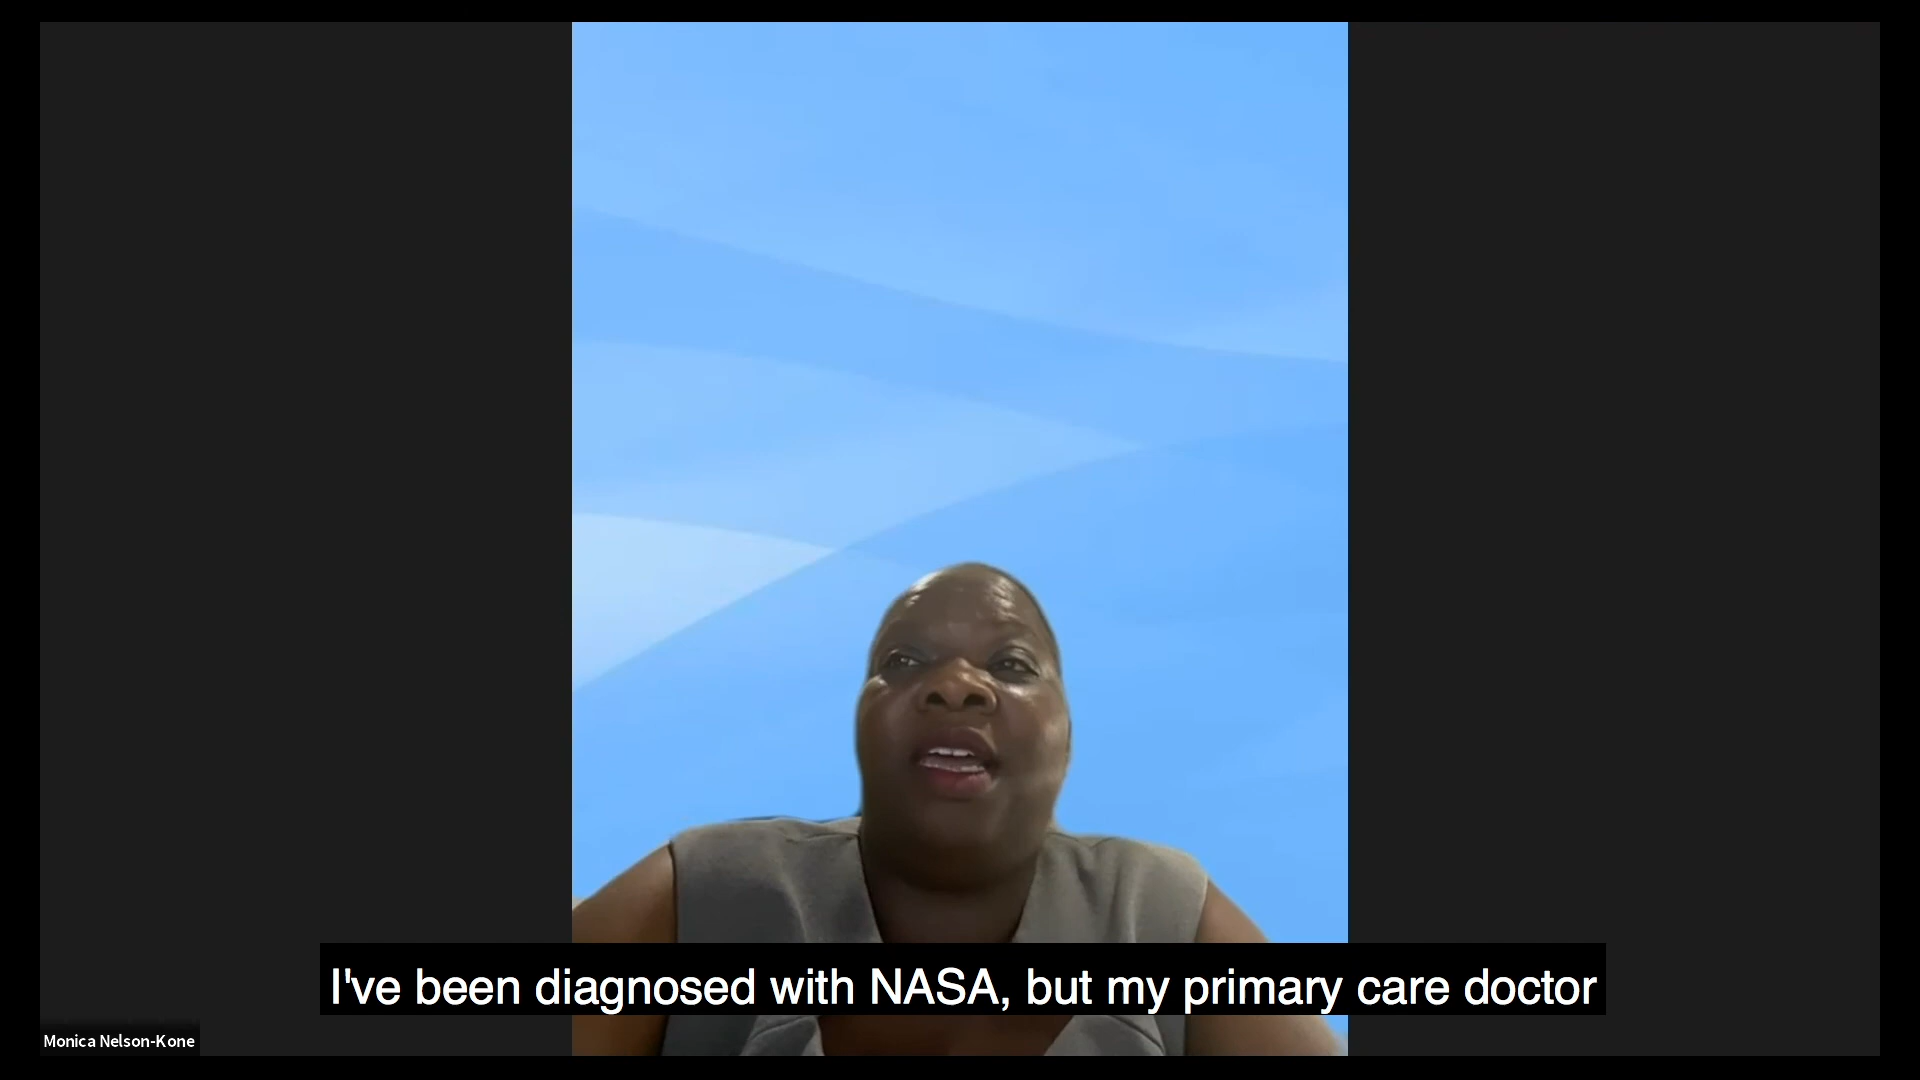 I've been diagnosed with NASA, but my primary care doctor
Monica Nelson-Kone